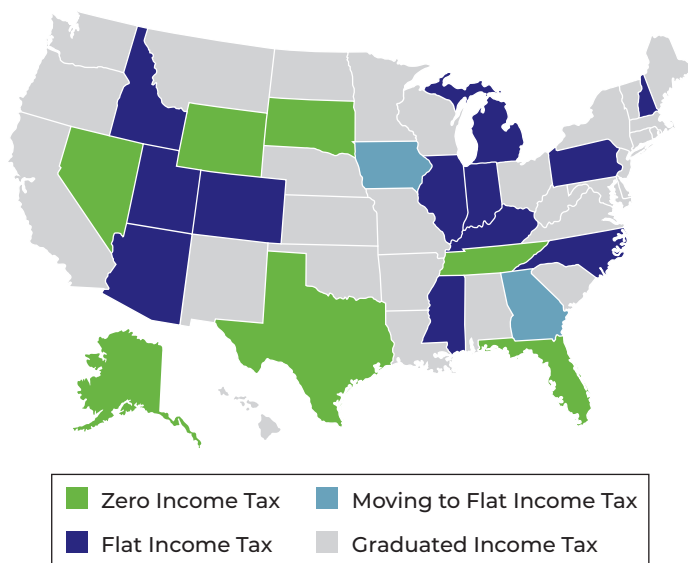 Zero Income Tax
Moving to Flat Income Tax
Flat Income Tax
Graduated Income Tax